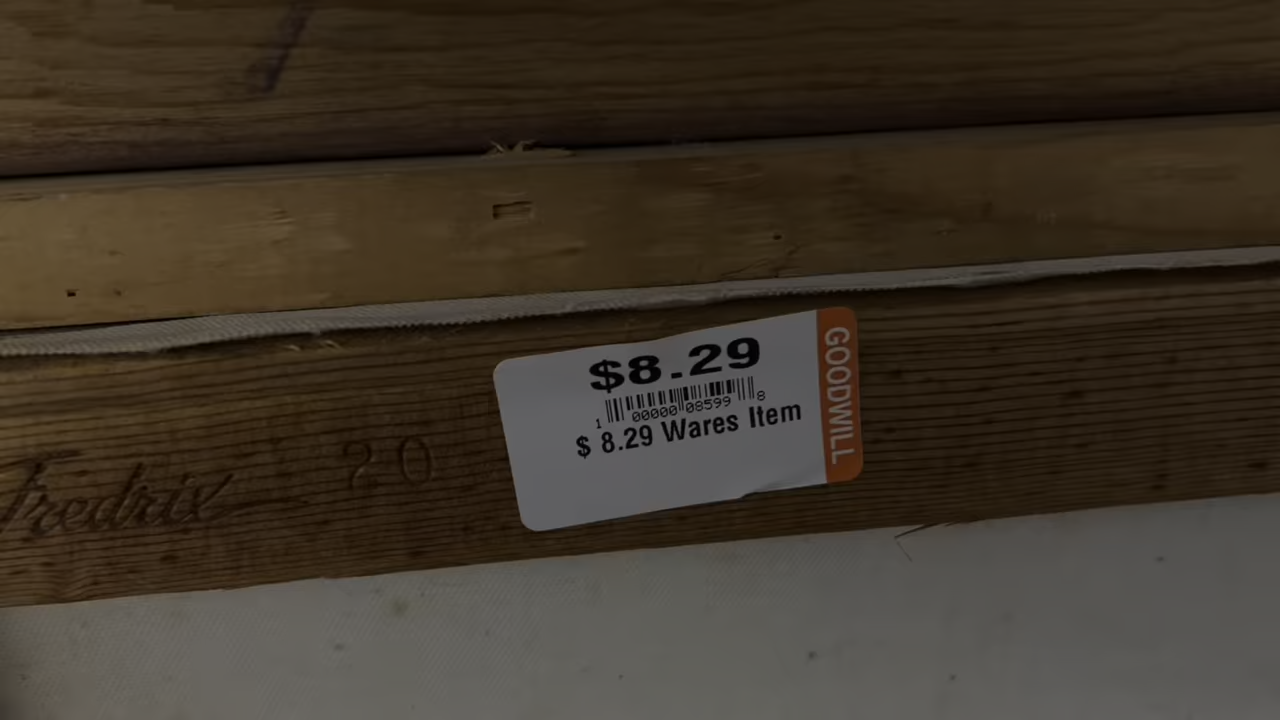 $8.29
1 00000 08599 8
$ 8.29 Wares Item
GOODWILL
Fredrix 20